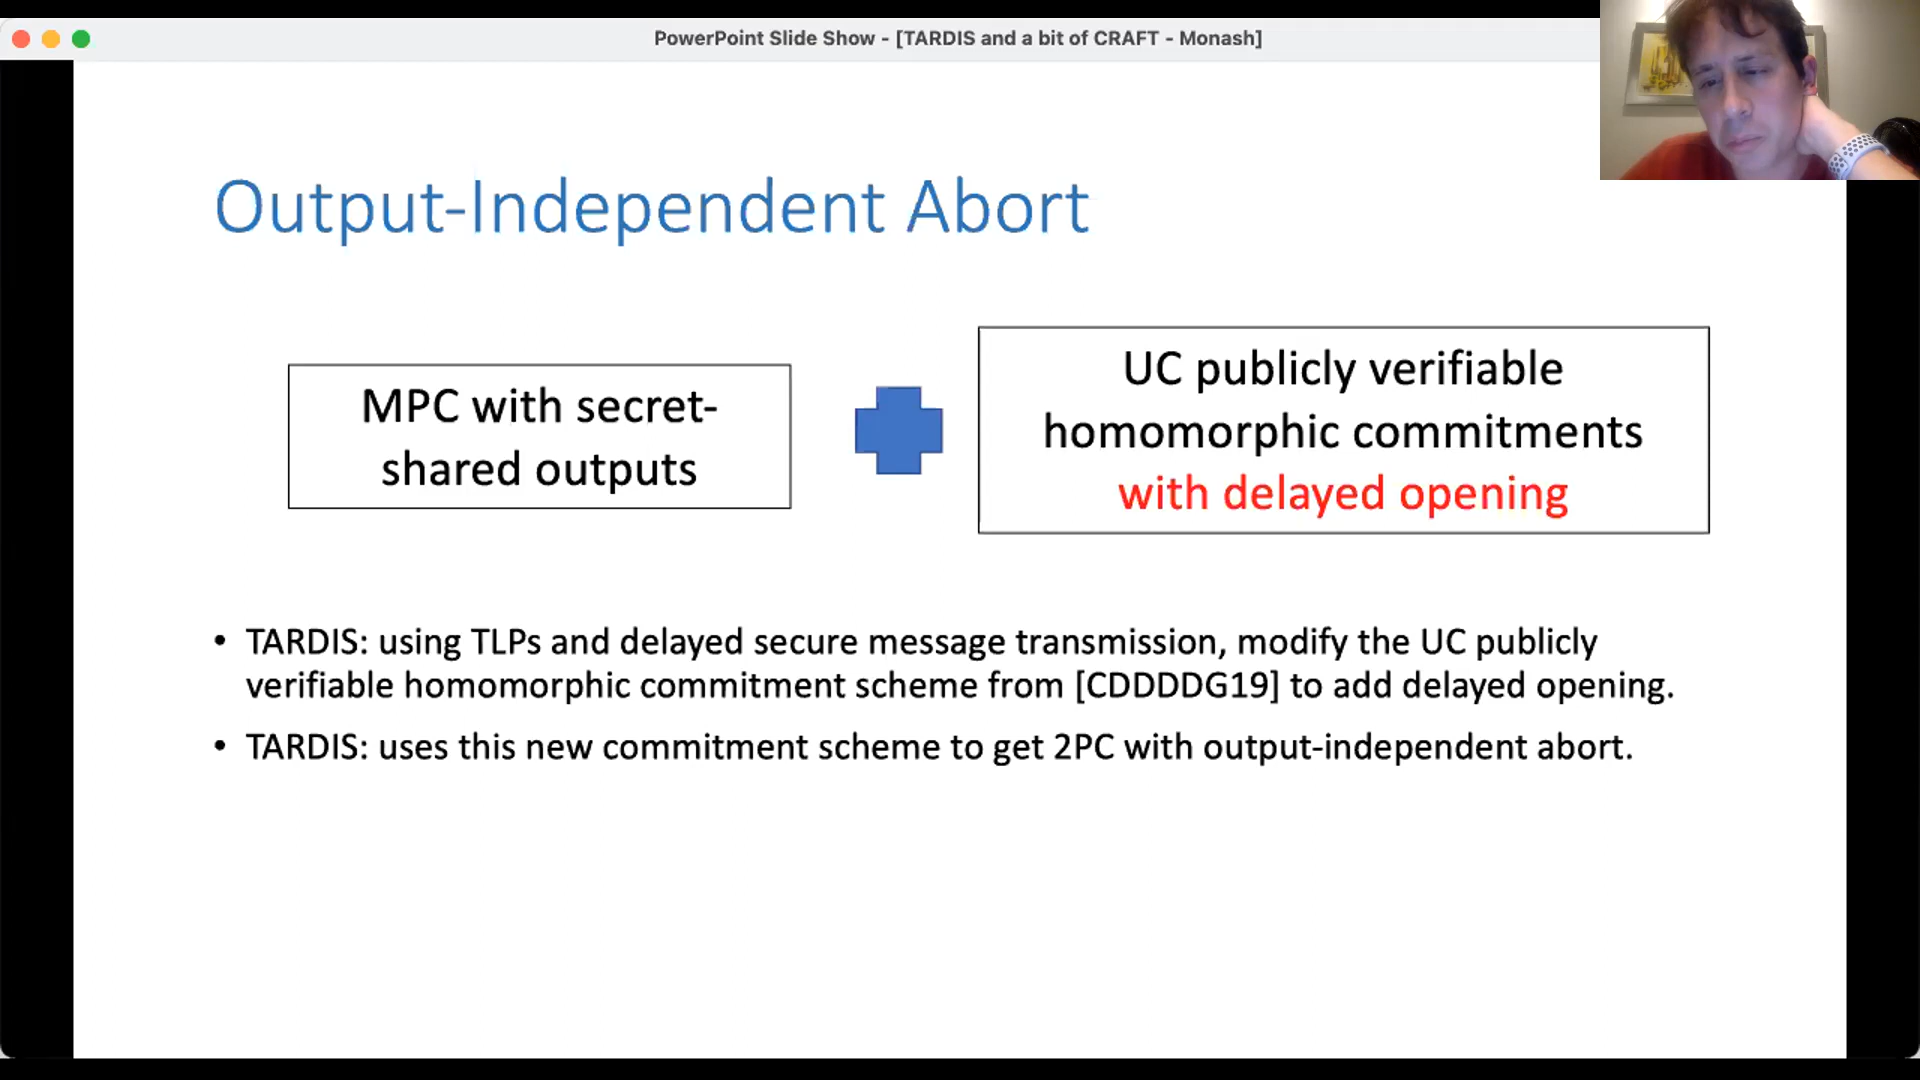 PowerPoint Slide Show - [TARDIS and a bit of CRAFT - Monash]
Output-Independent Abort
MPC with secret-
shared outputs
UC publicly verifiable
homomorphic commitments
with delayed opening
• TARDIS: using TLPs and delayed secure message transmission, modify the UC publicly
verifiable homomorphic commitment scheme from [CDDDDG19] to add delayed opening.
• TARDIS: uses this new commitment scheme to get 2PC with output-independent abort.